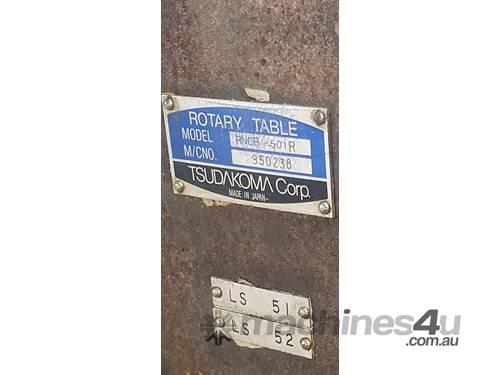 ROTARY TABLE
MODEL RNCB-501R
M/CNO. 950238
TSUDAKOMA Corp.
MADE IN JAPAN
LS 51
LS 52
machines4u
.com.au